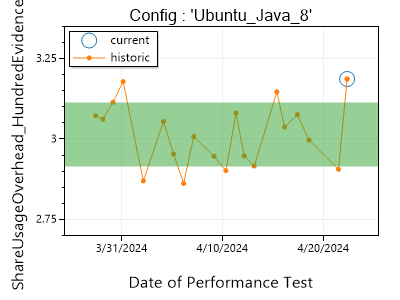 Config : 'Ubuntu_Java_8'
current
historic
ShareUsageOverhead_HundredEvidence
3.25
3
2.75
3/31/2024
4/10/2024
4/20/2024
Date of Performance Test